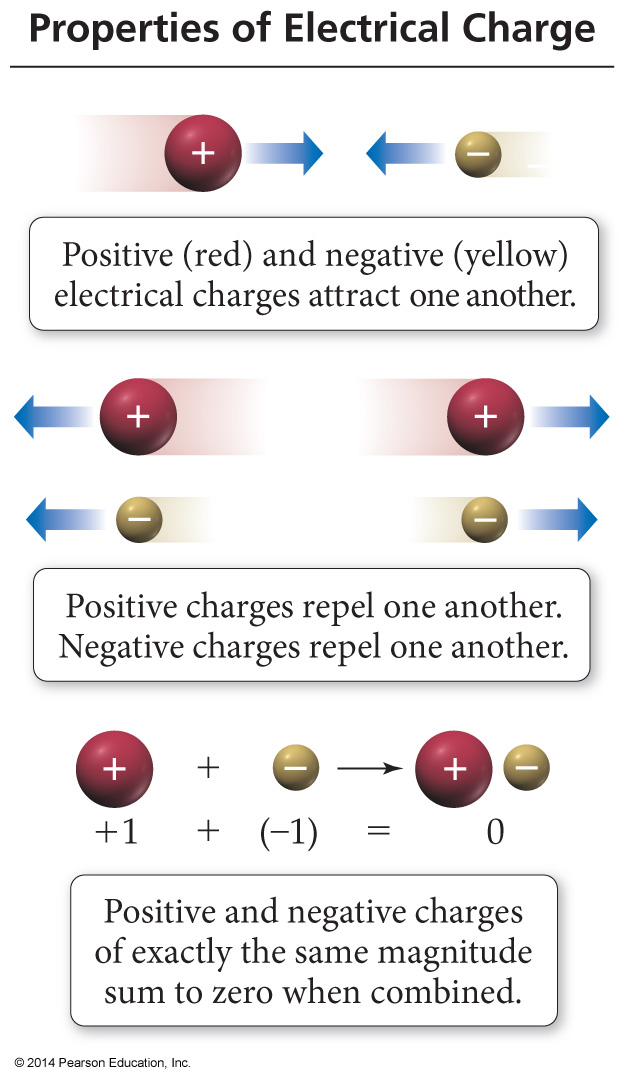 Properties of Electrical Charge
+ −
Positive (red) and negative (yellow)
electrical charges attract one another.
+ +
− −
Positive charges repel one another.
Negative charges repel one another.
+ + − + −
+1 + (−1) = 0
Positive and negative charges
of exactly the same magnitude
sum to zero when combined.
© 2014 Pearson Education, Inc.